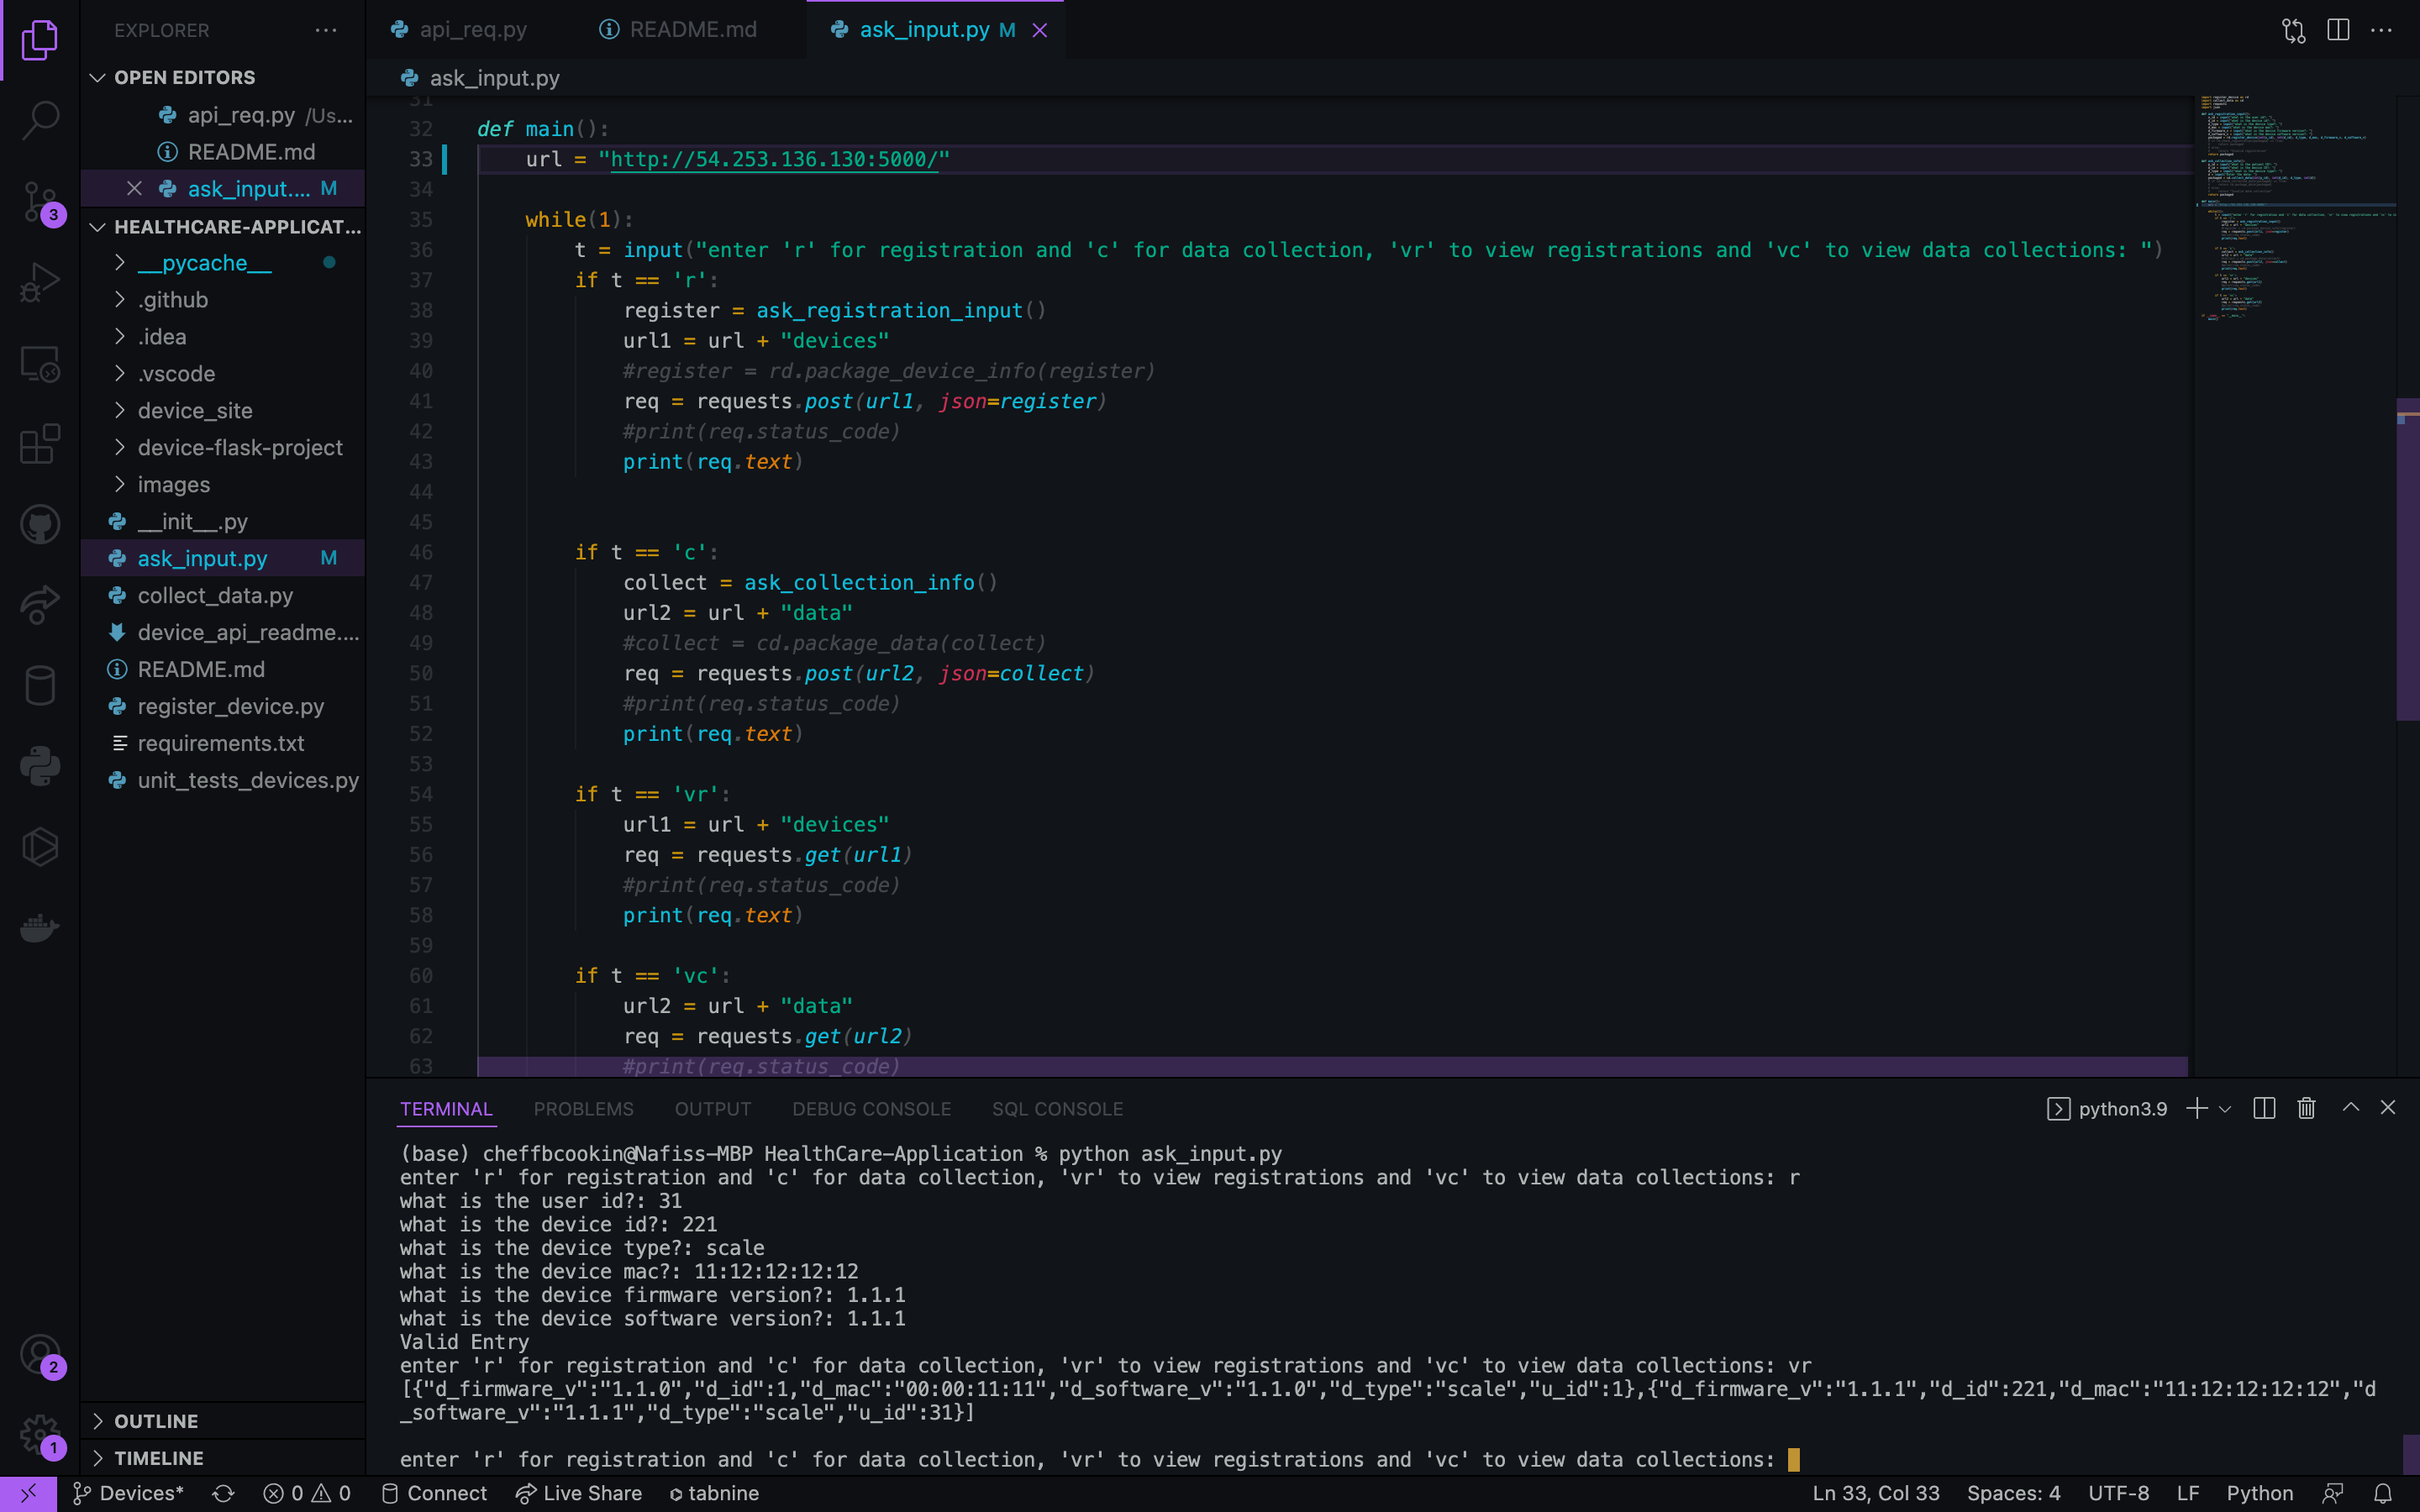 EXPLORER
OPEN EDITORS
api_req.py /Us...
README.md
ask_input.... M
HEALTHCARE-APPLICAT...
__pycache__
.github
.idea
.vscode
device_site
device-flask-project
images
__init__.py
ask_input.py M
collect_data.py
device_api_readme....
README.md
register_device.py
requirements.txt
unit_tests_devices.py
OUTLINE
TIMELINE
3
2
1
api_req.py README.md ask_input.py M
ask_input.py
31
32 def main():
33     url = "http://54.253.136.130:5000/"
34
35     while(1):
36         t = input("enter 'r' for registration and 'c' for data collection, 'vr' to view registrations and 'vc' to view data collections: ")
37         if t == 'r':
38             register = ask_registration_input()
39             url1 = url + "devices"
40             #register = rd.package_device_info(register)
41             req = requests.post(url1, json=register)
42             #print(req.status_code)
43             print(req.text)
44
45
46         if t == 'c':
47             collect = ask_collection_info()
48             url2 = url + "data"
49             #collect = cd.package_data(collect)
50             req = requests.post(url2, json=collect)
51             #print(req.status_code)
52             print(req.text)
53
54         if t == 'vr':
55             url1 = url + "devices"
56             req = requests.get(url1)
57             #print(req.status_code)
58             print(req.text)
59
60         if t == 'vc':
61             url2 = url + "data"
62             req = requests.get(url2)
63             #print(req.status_code)
TERMINAL PROBLEMS OUTPUT DEBUG CONSOLE SQL CONSOLE python3.9
(base) cheffbcookin@Nafiss-MBP HealthCare-Application % python ask_input.py
enter 'r' for registration and 'c' for data collection, 'vr' to view registrations and 'vc' to view data collections: r
what is the user id?: 31
what is the device id?: 221
what is the device type?: scale
what is the device mac?: 11:12:12:12:12
what is the device firmware version?: 1.1.1
what is the device software version?: 1.1.1
Valid Entry
enter 'r' for registration and 'c' for data collection, 'vr' to view registrations and 'vc' to view data collections: vr
[{"d_firmware_v":"1.1.0","d_id":1,"d_mac":"00:00:11:11","d_software_v":"1.1.0","d_type":"scale","u_id":1},{"d_firmware_v":"1.1.1","d_id":221,"d_mac":"11:12:12:12:12","d
_software_v":"1.1.1","d_type":"scale","u_id":31}]
enter 'r' for registration and 'c' for data collection, 'vr' to view registrations and 'vc' to view data collections:
Devices* 0 0 Connect Live Share tabnine Ln 33, Col 33 Spaces: 4 UTF-8 LF Python